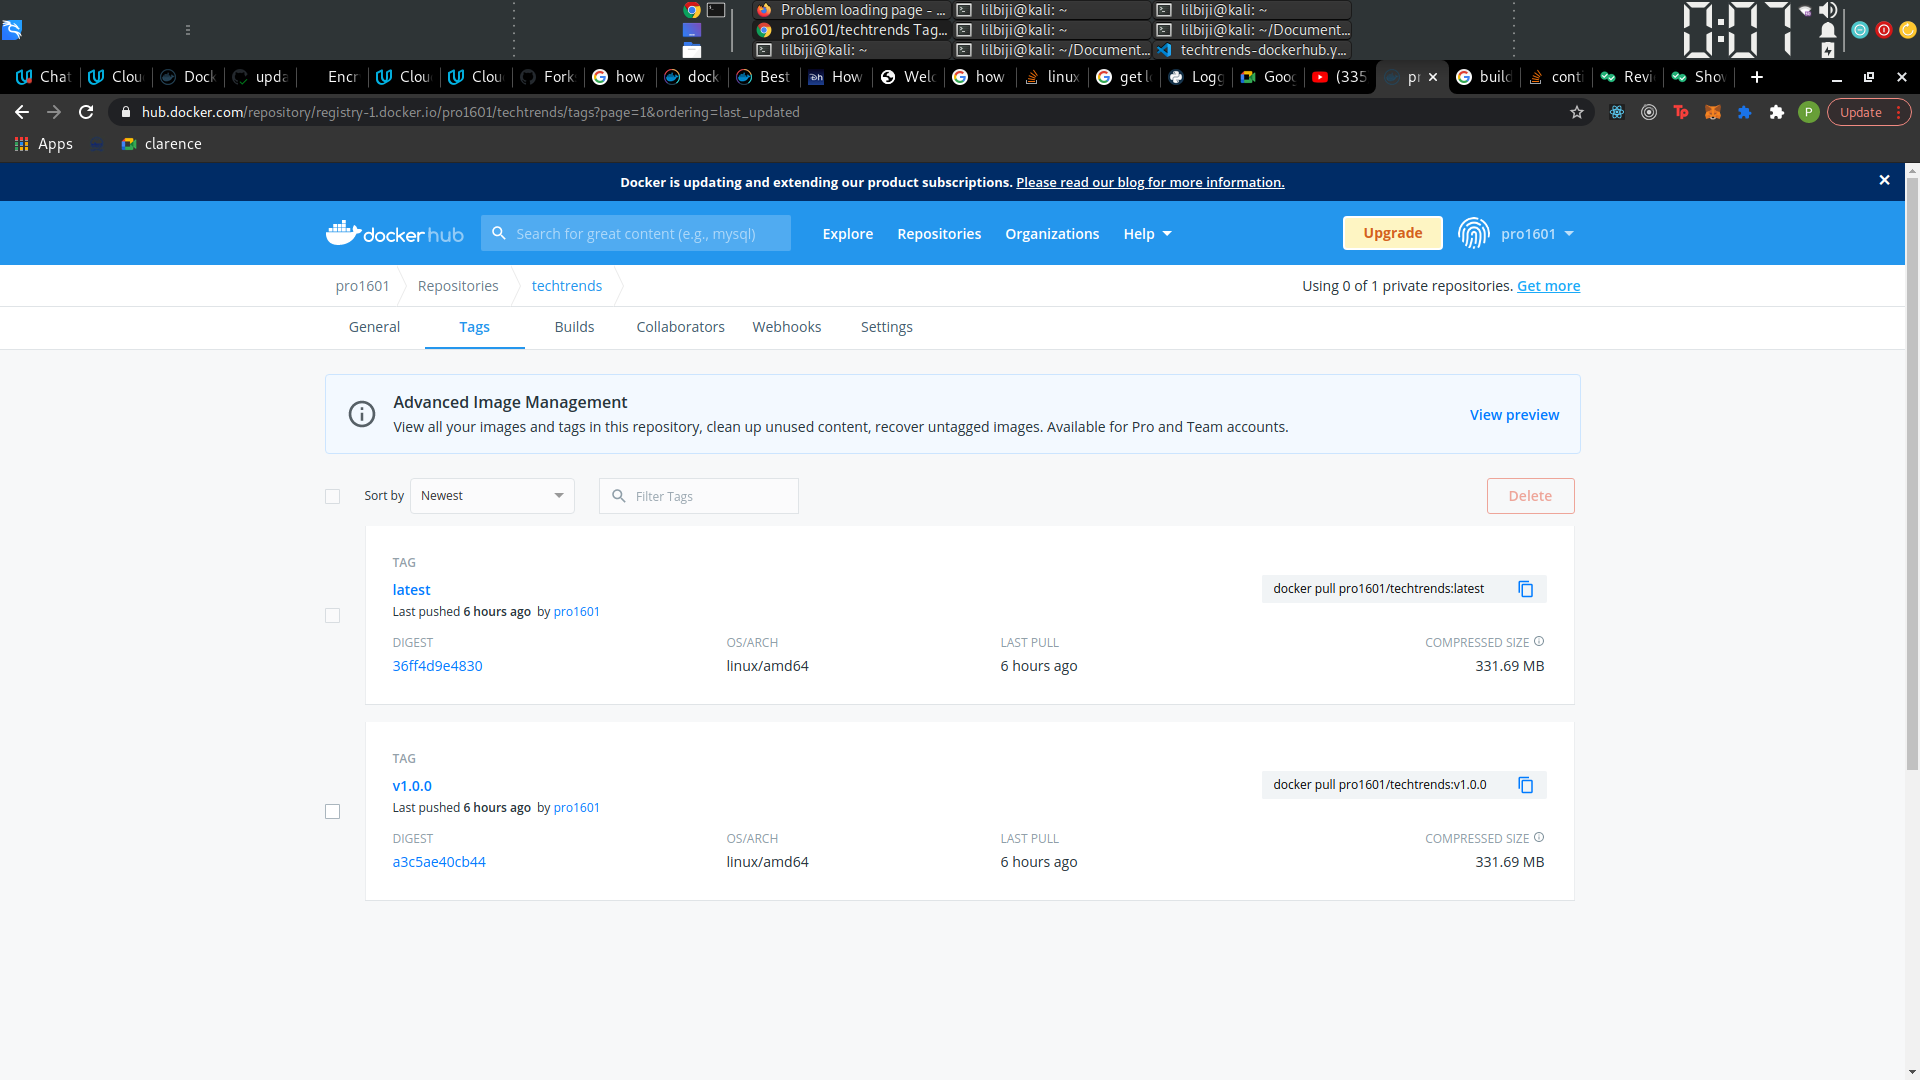 Problem loading page - ...
lilbiji@kali: ~
lilbiji@kali: ~
pro1601/techtrends Tag...
lilbiji@kali: ~
lilbiji@kali: ~/Document...
lilbiji@kali: ~
lilbiji@kali: ~/Document...
techtrends-dockerhub.y...
0:07
Chat
Clou
Dock
upda
Encr
Clou
Clou
Fork
how
dock
Best
How
Welc
how
linux
get l
Logg
Goog
(335
pr
build
conti
Revi
Show
hub.docker.com/repository/registry-1.docker.io/pro1601/techtrends/tags?page=1&ordering=last_updated
Tp
P
Update
Apps
clarence
Docker is updating and extending our product subscriptions. Please read our blog for more information.
docker hub
Search for great content (e.g., mysql)
Explore
Repositories
Organizations
Help
Upgrade
pro1601
pro1601
Repositories
techtrends
Using 0 of 1 private repositories. Get more
General
Tags
Builds
Collaborators
Webhooks
Settings
Advanced Image Management
View all your images and tags in this repository, clean up unused content, recover untagged images. Available for Pro and Team accounts.
View preview
Sort by
Newest
Filter Tags
Delete
TAG
latest
docker pull pro1601/techtrends:latest
Last pushed 6 hours ago by pro1601
DIGEST
OS/ARCH
LAST PULL
COMPRESSED SIZE
36ff4d9e4830
linux/amd64
6 hours ago
331.69 MB
TAG
v1.0.0
docker pull pro1601/techtrends:v1.0.0
Last pushed 6 hours ago by pro1601
DIGEST
OS/ARCH
LAST PULL
COMPRESSED SIZE
a3c5ae40cb44
linux/amd64
6 hours ago
331.69 MB